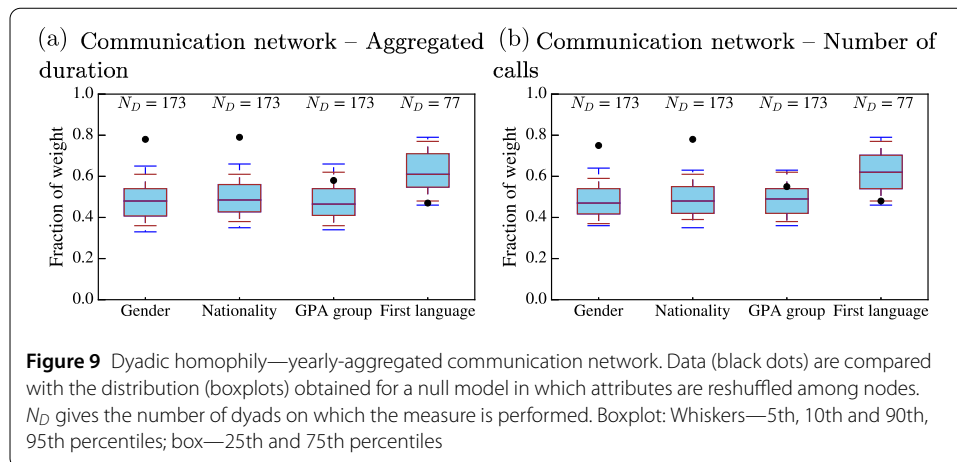 (a) Communication network – Aggregated duration
(b) Communication network – Number of calls
N_D = 173 N_D = 173 N_D = 173 N_D = 77
1.0
0.8
0.6
0.4
0.2
0.0
Fraction of weight
Gender Nationality GPA group First language
N_D = 173 N_D = 173 N_D = 173 N_D = 77
1.0
0.8
0.6
0.4
0.2
0.0
Fraction of weight
Gender Nationality GPA group First language
Figure 9 Dyadic homophily—yearly-aggregated communication network. Data (black dots) are compared
with the distribution (boxplots) obtained for a null model in which attributes are reshuffled among nodes.
N_D gives the number of dyads on which the measure is performed. Boxplot: Whiskers—5th, 10th and 90th,
95th percentiles; box—25th and 75th percentiles